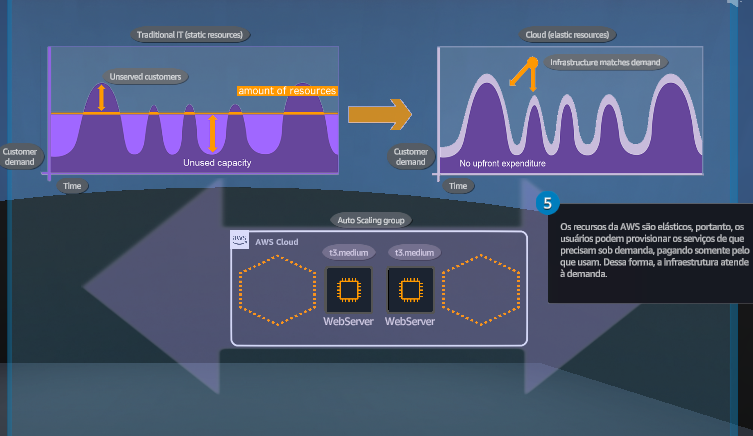 Traditional IT (static resources)
Unserved customers
amount of resources
Unused capacity
Customer
demand
Time
Cloud (elastic resources)
Infrastructure matches demand
Customer
demand
No upfront expenditure
Time
5
Os recursos da AWS são elásticos, portanto, os
usuários podem provisionar os serviços de que
precisam sob demanda, pagando somente pelo
que usam. Dessa forma, a infraestrutura atende
à demanda.
Auto Scaling group
aws
AWS Cloud
t3.medium
t3.medium
WebServer
WebServer